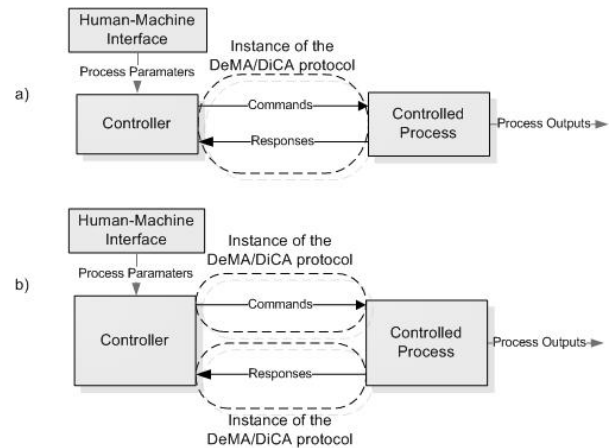 Human-Machine
Interface
Process Paramaters
Instance of the
DeMA/DiCA protocol
a)
Controller
Commands
Responses
Controlled
Process
Process Outputs
Human-Machine
Interface
Process Paramaters
Instance of the
DeMA/DiCA protocol
b)
Controller
Commands
Responses
Controlled
Process
Process Outputs
Instance of the
DeMA/DiCA protocol